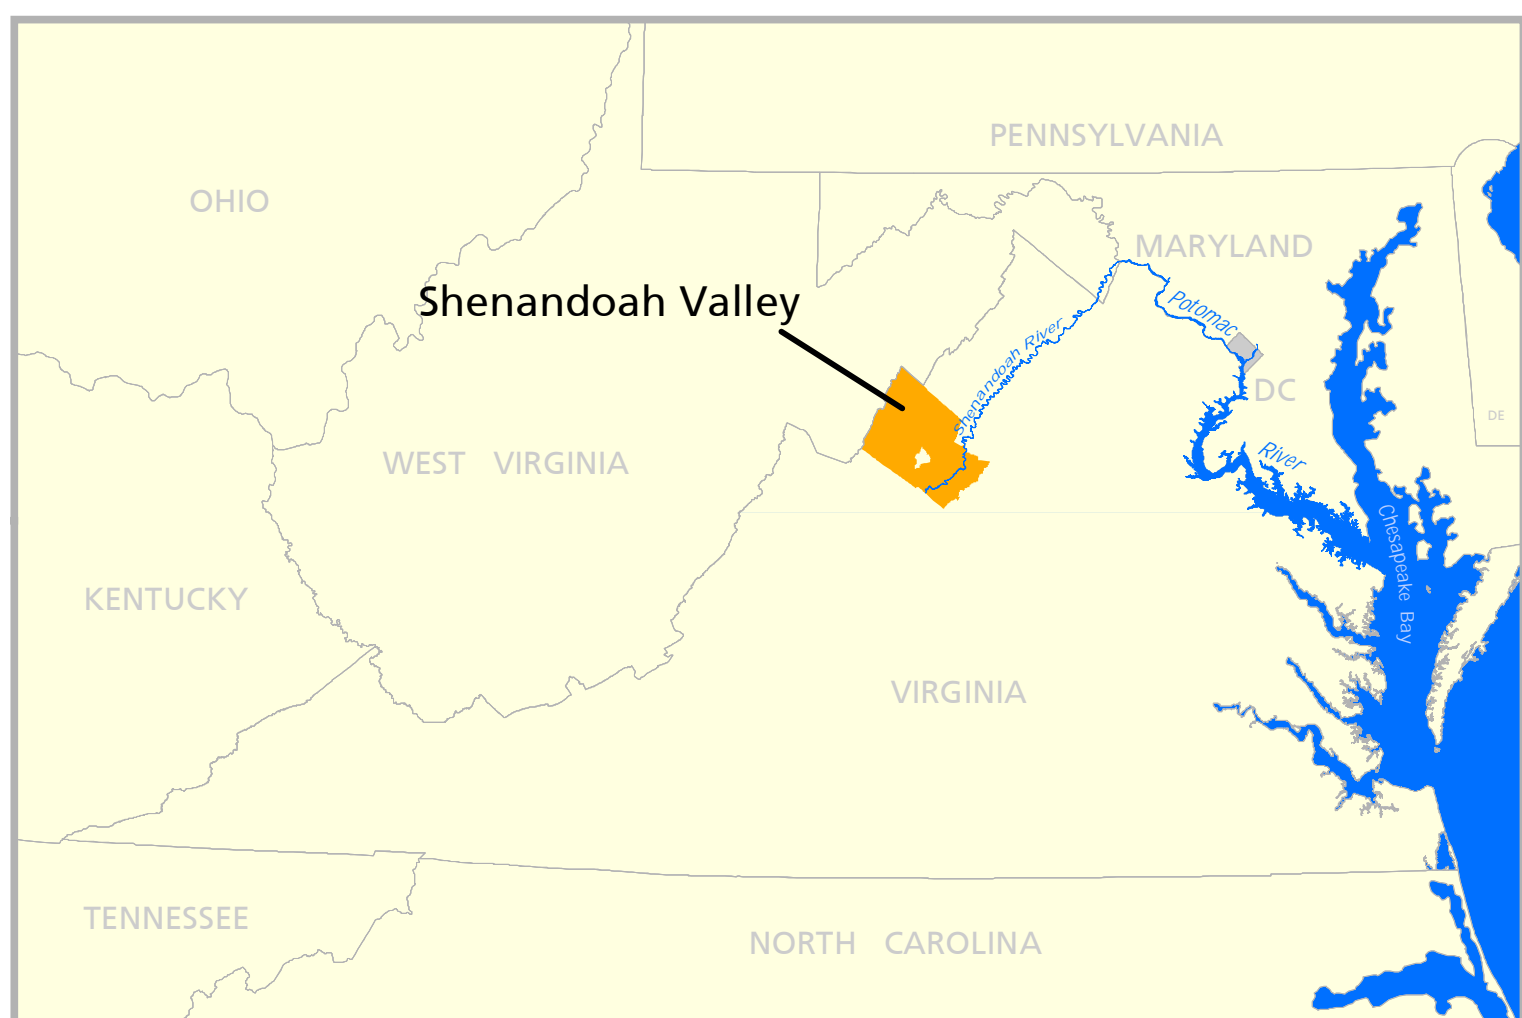 PENNSYLVANIA
OHIO
MARYLAND
Shenandoah Valley
Potomac
Shenandoah River
DC
DE
WEST VIRGINIA
River
Chesapeake Bay
KENTUCKY
VIRGINIA
TENNESSEE
NORTH CAROLINA